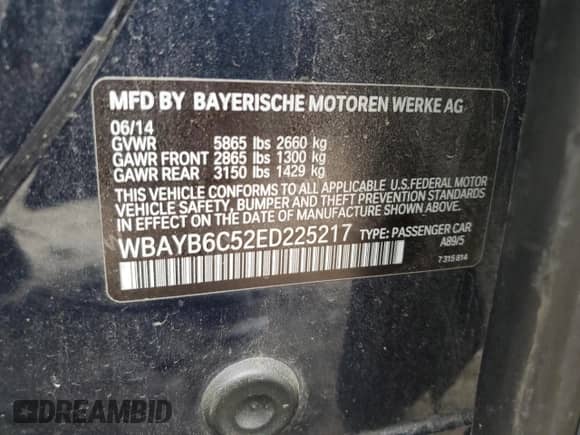 MFD BY BAYERISCHE MOTOREN WERKE AG
06/14
GVWR 5865 lbs 2660 kg
GAWR FRONT 2865 lbs 1300 kg
GAWR REAR 3150 lbs 1429 kg
THIS VEHICLE CONFORMS TO ALL APPLICABLE U.S.FEDERAL MOTOR
VEHICLE SAFETY, BUMPER AND THEFT PREVENTION STANDARDS
IN EFFECT ON THE DATE OF MANUFACTURE SHOWN ABOVE.
WBAYB6C52ED225217 TYPE: PASSENGER CAR
A89/5
7 315 814
DREAMBID